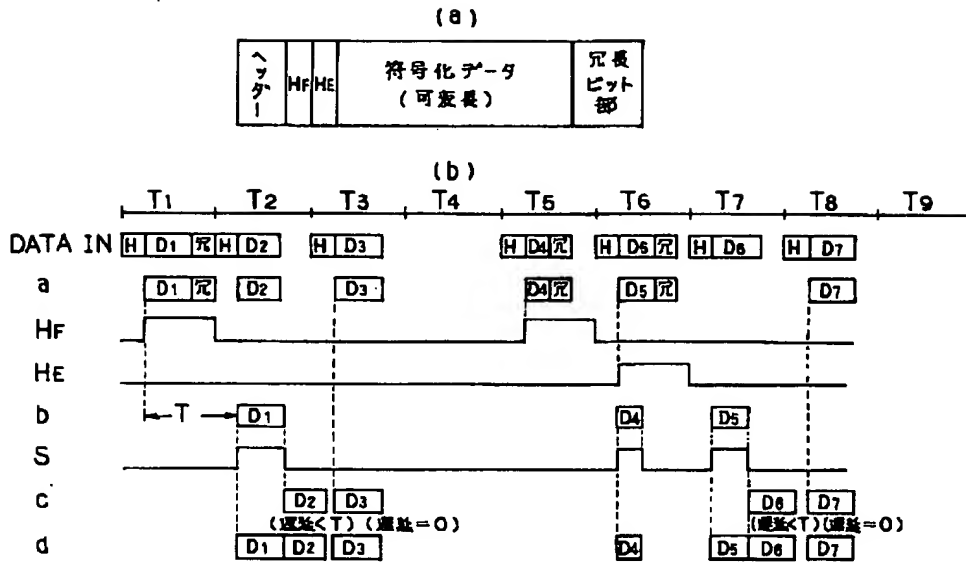 (a)
ヘッダー HF HE 符号化データ(可変長) 冗長ビット部
(b)
T1 T2 T3 T4 T5 T6 T7 T8 T9
DATA IN H D1 冗 H D2 H D3 H D4 冗 H D6 冗 H D6 H D7
a D1 冗 D2 D3 D4 冗 D5 冗 D7
HF
HE
b T D1 D4 D5
S
c D2 D3 D6 D7
(遅延<T) (遅延=0) (遅延<T) (遅延=0)
d D1 D2 D3 D4 D5 D6 D7